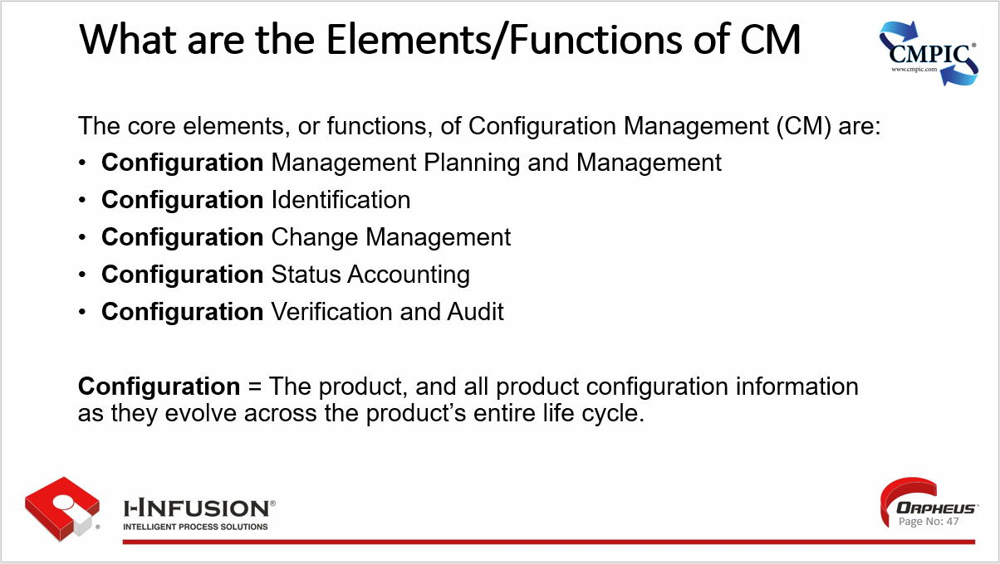 What are the Elements/Functions of CM
CMPIC®
www.cmpic.com
The core elements, or functions, of Configuration Management (CM) are:
• Configuration Management Planning and Management
• Configuration Identification
• Configuration Change Management
• Configuration Status Accounting
• Configuration Verification and Audit
Configuration = The product, and all product configuration information
as they evolve across the product’s entire life cycle.
®
I-INFUSION®
INTELLIGENT PROCESS SOLUTIONS
ORPHEUS™
Page No: 47